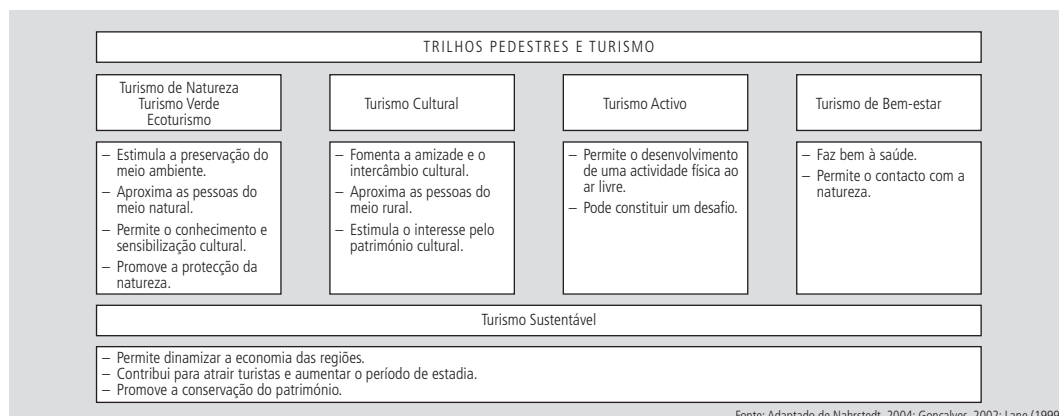 TRILHOS PEDESTRES E TURISMO
Turismo de Natureza
Turismo Verde
Ecoturismo
Turismo Cultural
Turismo Activo
Turismo de Bem-estar
– Estimula a preservação do
meio ambiente.
– Aproxima as pessoas do
meio natural.
– Permite o conhecimento e
sensibilização cultural.
– Promove a protecção da
natureza.
– Fomenta a amizade e o
intercâmbio cultural.
– Aproxima as pessoas do
meio rural.
– Estimula o interesse pelo
património cultural.
– Permite o desenvolvimento
de uma actividade física ao
ar livre.
– Pode constituir um desafio.
– Faz bem à saúde.
– Permite o contacto com a
natureza.
Turismo Sustentável
– Permite dinamizar a economia das regiões.
– Contribui para atrair turistas e aumentar o período de estadia.
– Promove a conservação do património.
Fonte: Adaptado de Nahrstedt, 2004; Gonçalves, 2002; Lane (1999